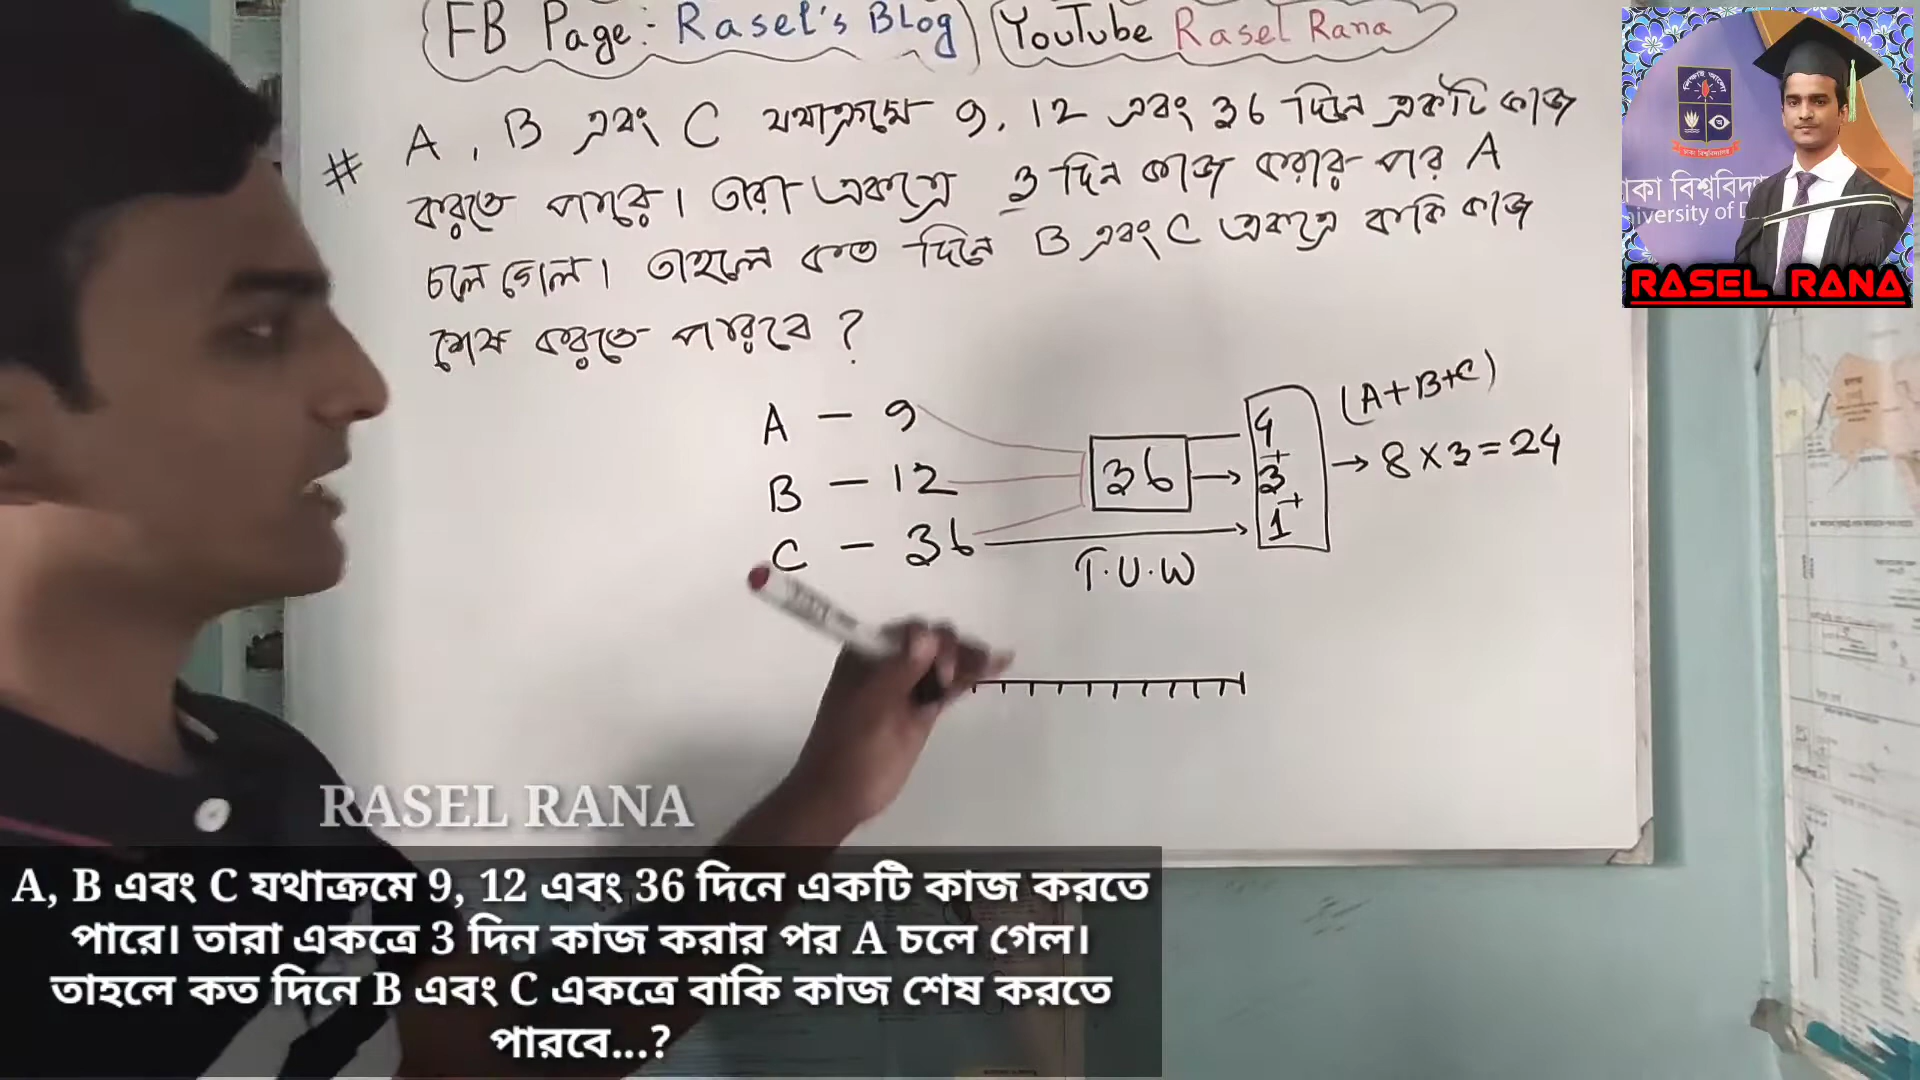 FB Page:- Rasel's BLog YouTube Rasel Rana
# A, B এবং C যথাক্রমে 9, 12 এবং 36 দিনে একটি কাজ
করতে পারে। তারা একত্রে 3 দিন কাজ করার পর A
চলে গেল। তাহলে কত দিনে B এবং C একত্রে বাকি কাজ
শেষ করতে পারবে ?
A - 9
B - 12
C - 36
36
T.U.W
4
+
3
+
1
(A+B+C)
→ 8 × 3 = 24
RASEL RANA
RASEL RANA
A, B এবং C যথাক্রমে 9, 12 এবং 36 দিনে একটি কাজ করতে
পারে। তারা একত্রে 3 দিন কাজ করার পর A চলে গেল।
তাহলে কত দিনে B এবং C একত্রে বাকি কাজ শেষ করতে
পারবে...?